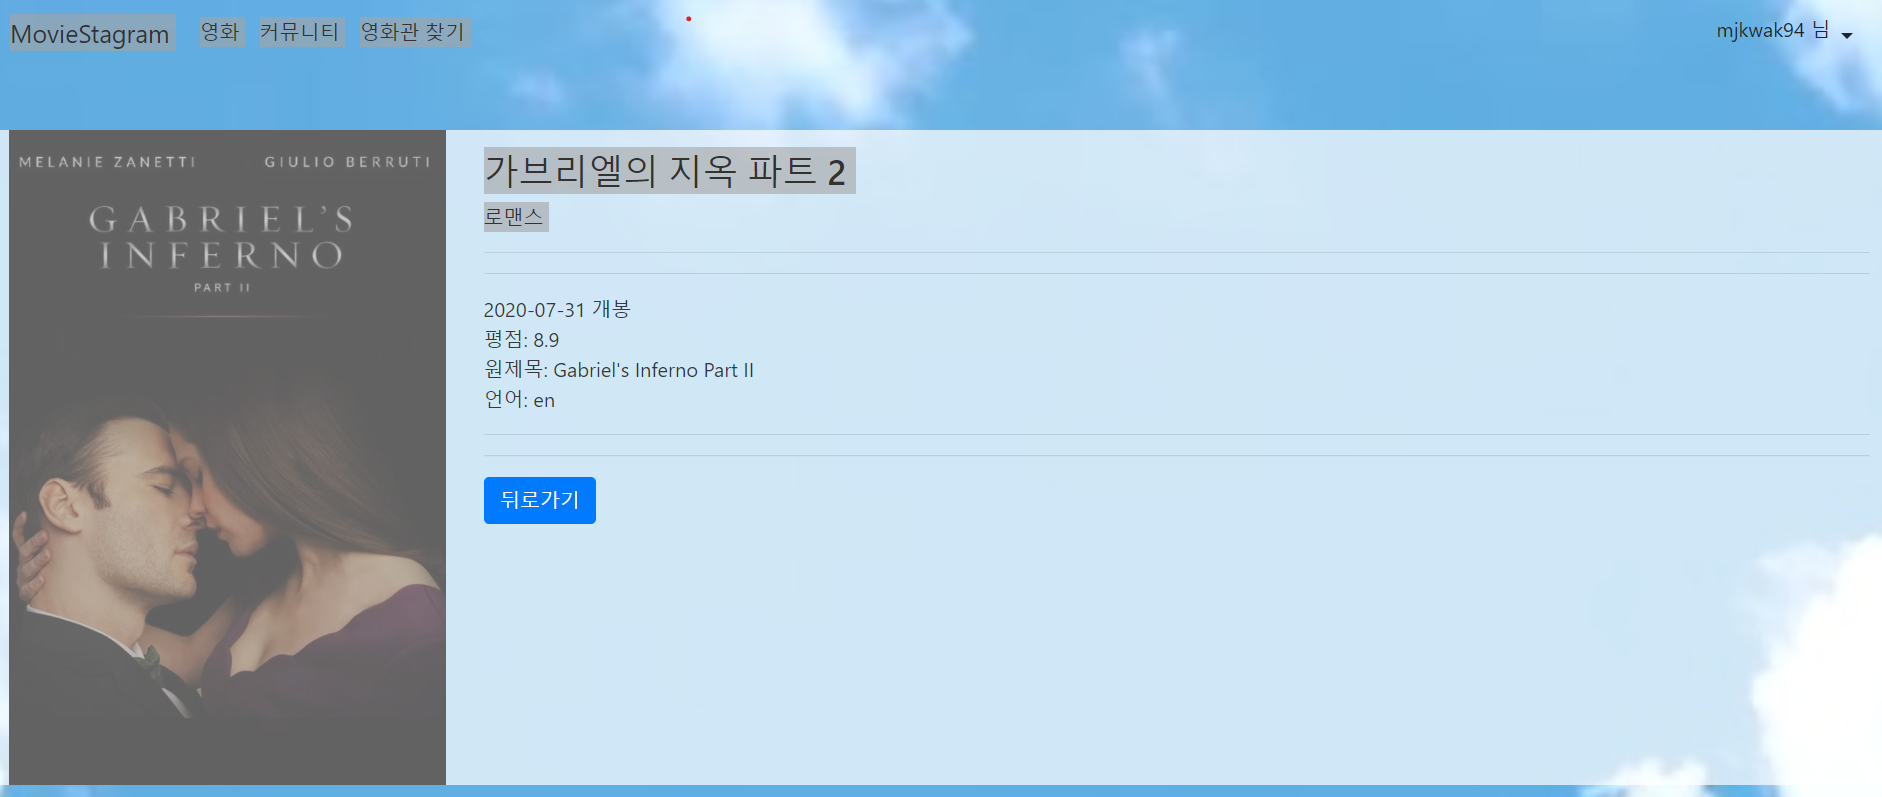 MovieStagram 영화 커뮤니티 영화관 찾기 mjkwak94 님
MELANIE ZANETTI GIULIO BERRUTI
GABRIEL'S
INFERNO
PART II
가브리엘의 지옥 파트 2
로맨스
2020-07-31 개봉
평점: 8.9
원제목: Gabriel's Inferno Part II
언어: en
뒤로가기